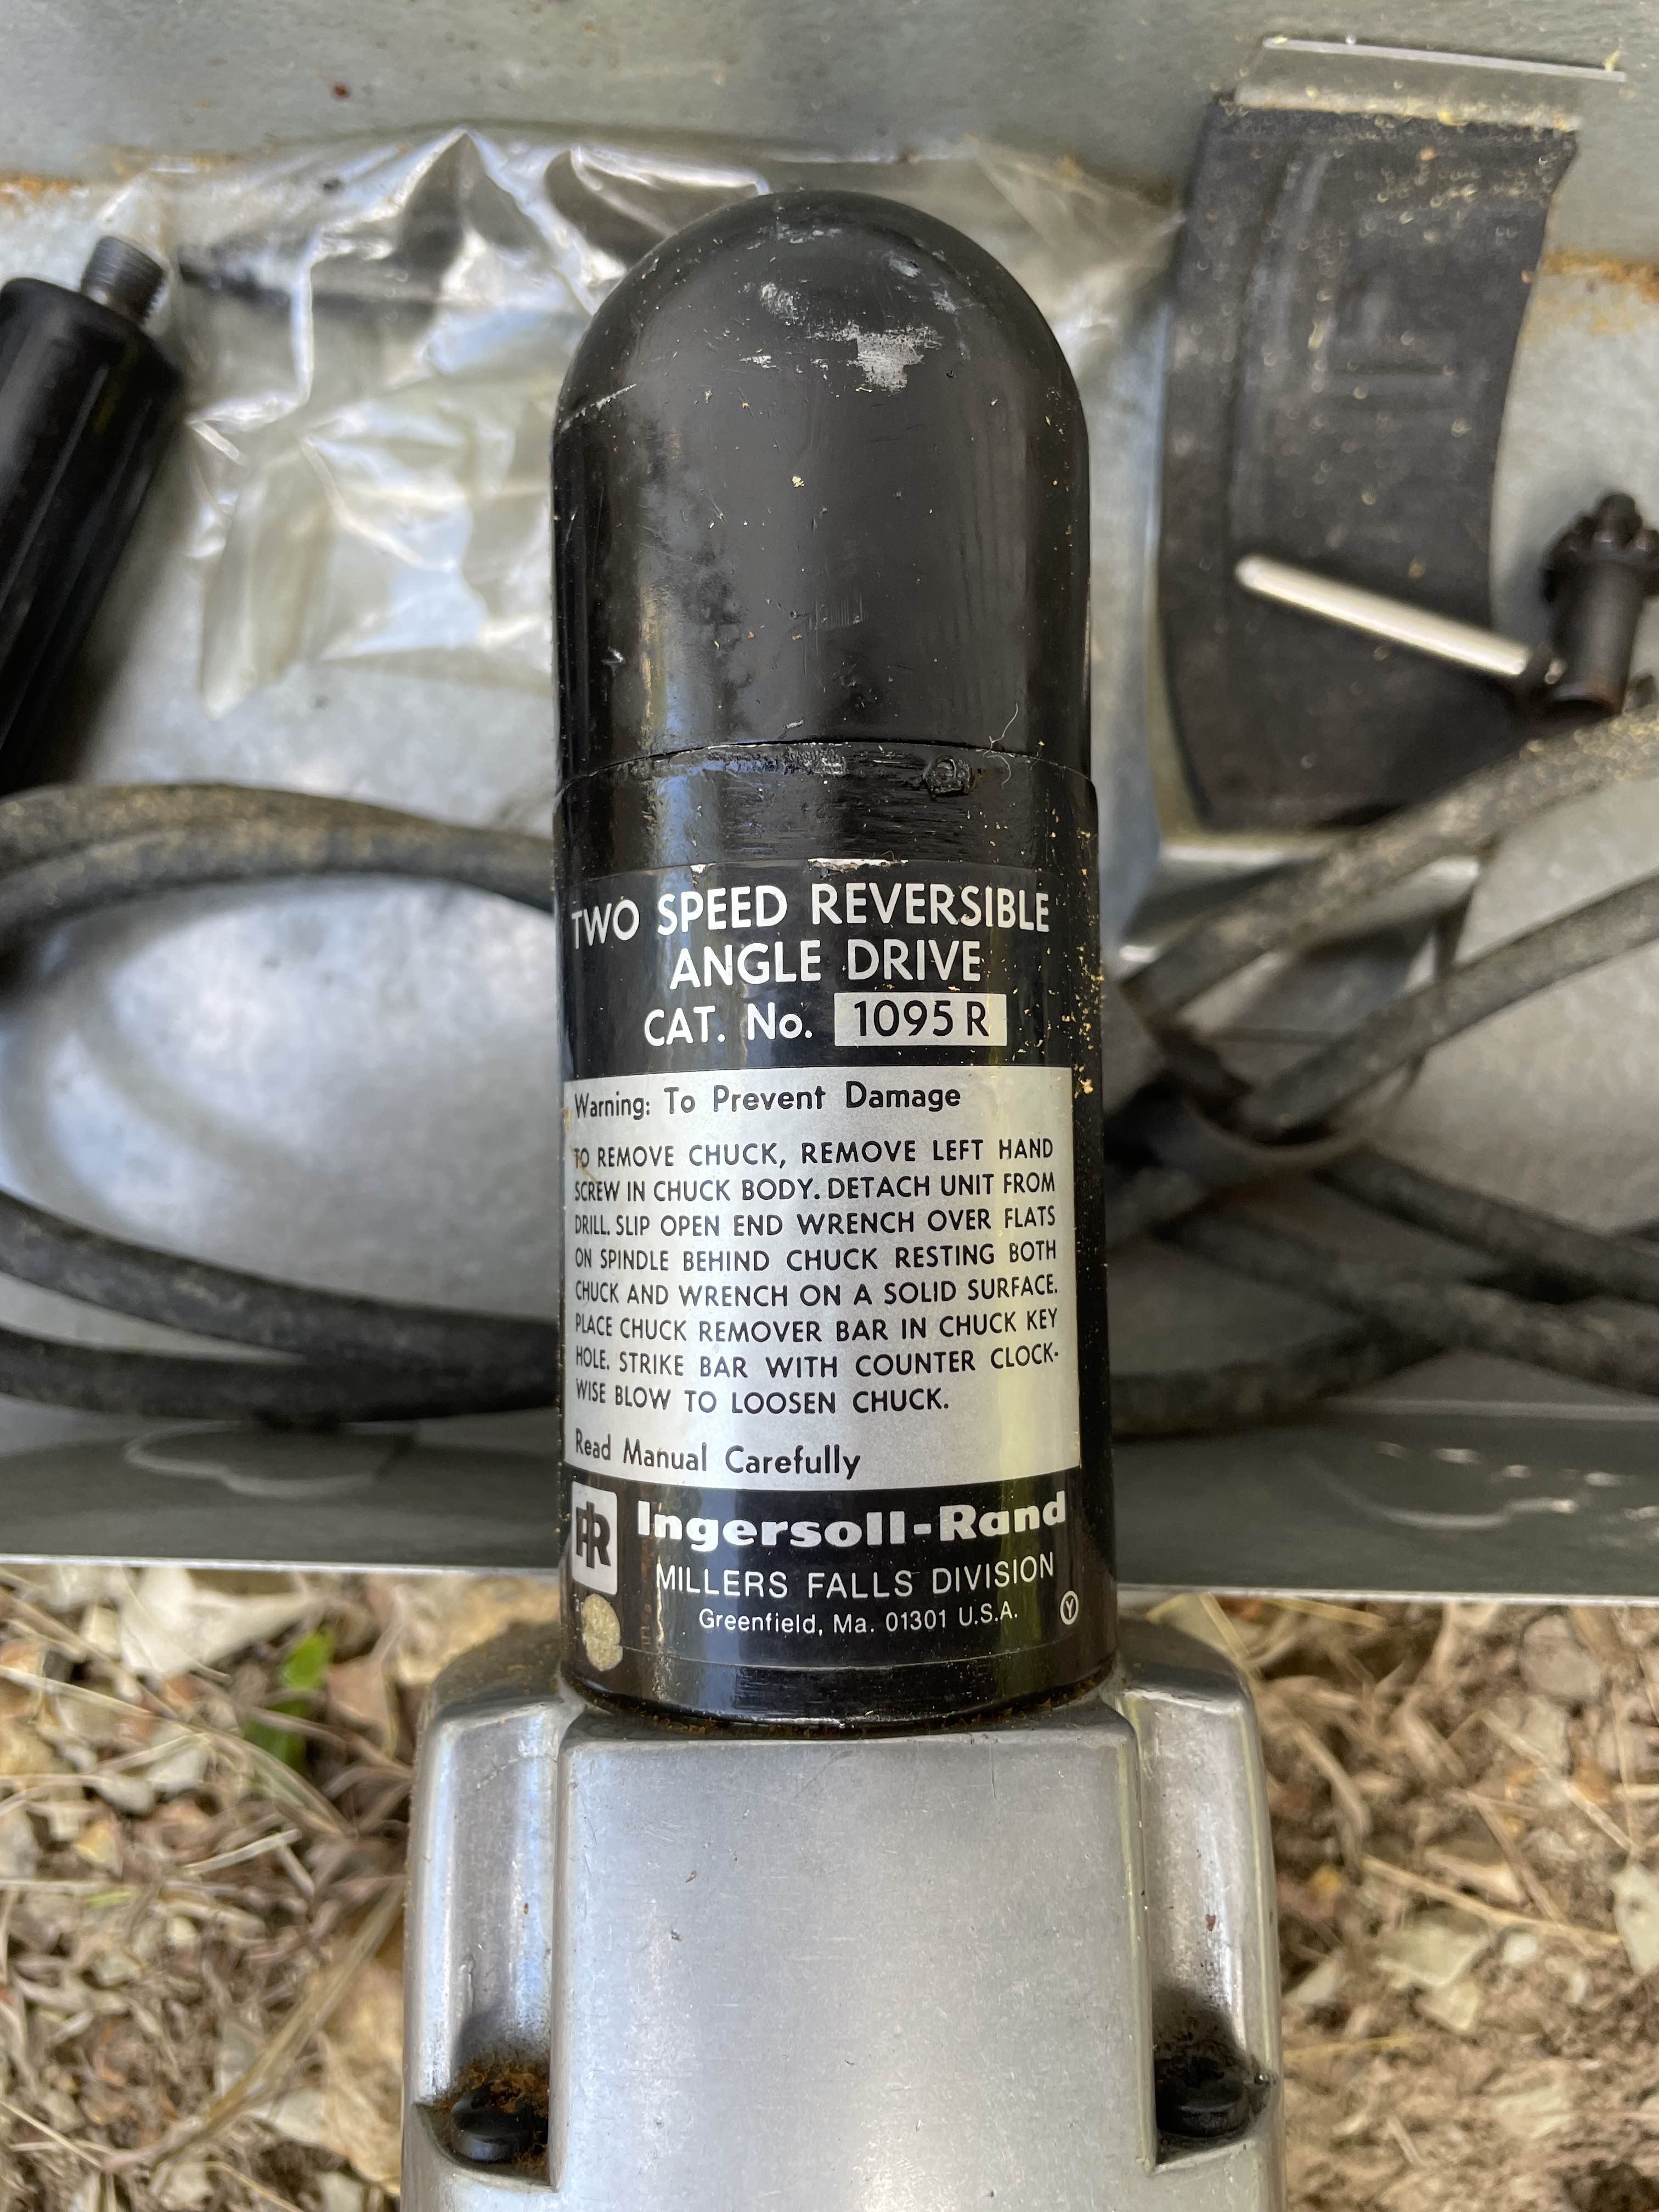 TWO SPEED REVERSIBLE
ANGLE DRIVE
CAT. No. 1095 R
Warning: To Prevent Damage
TO REMOVE CHUCK, REMOVE LEFT HAND
SCREW IN CHUCK BODY. DETACH UNIT FROM
DRILL. SLIP OPEN END WRENCH OVER FLATS
ON SPINDLE BEHIND CHUCK RESTING BOTH
CHUCK AND WRENCH ON A SOLID SURFACE.
PLACE CHUCK REMOVER BAR IN CHUCK KEY
HOLE. STRIKE BAR WITH COUNTER CLOCK-
WISE BLOW TO LOOSEN CHUCK.
Read Manual Carefully
IR Ingersoll-Rand
MILLERS FALLS DIVISION
Greenfield, Ma. 01301 U.S.A. Y